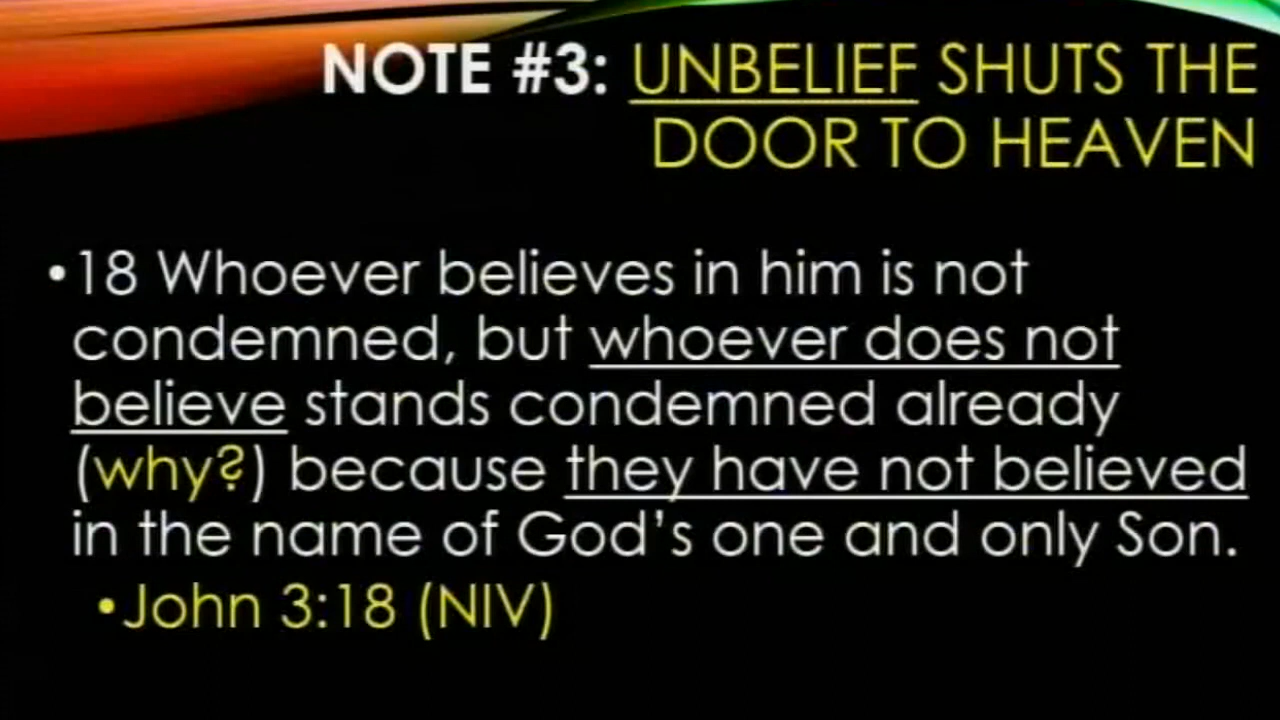 NOTE #3: UNBELIEF SHUTS THE
DOOR TO HEAVEN
•18 Whoever believes in him is not
condemned, but whoever does not
believe stands condemned already
(why?) because they have not believed
in the name of God’s one and only Son.
•John 3:18 (NIV)